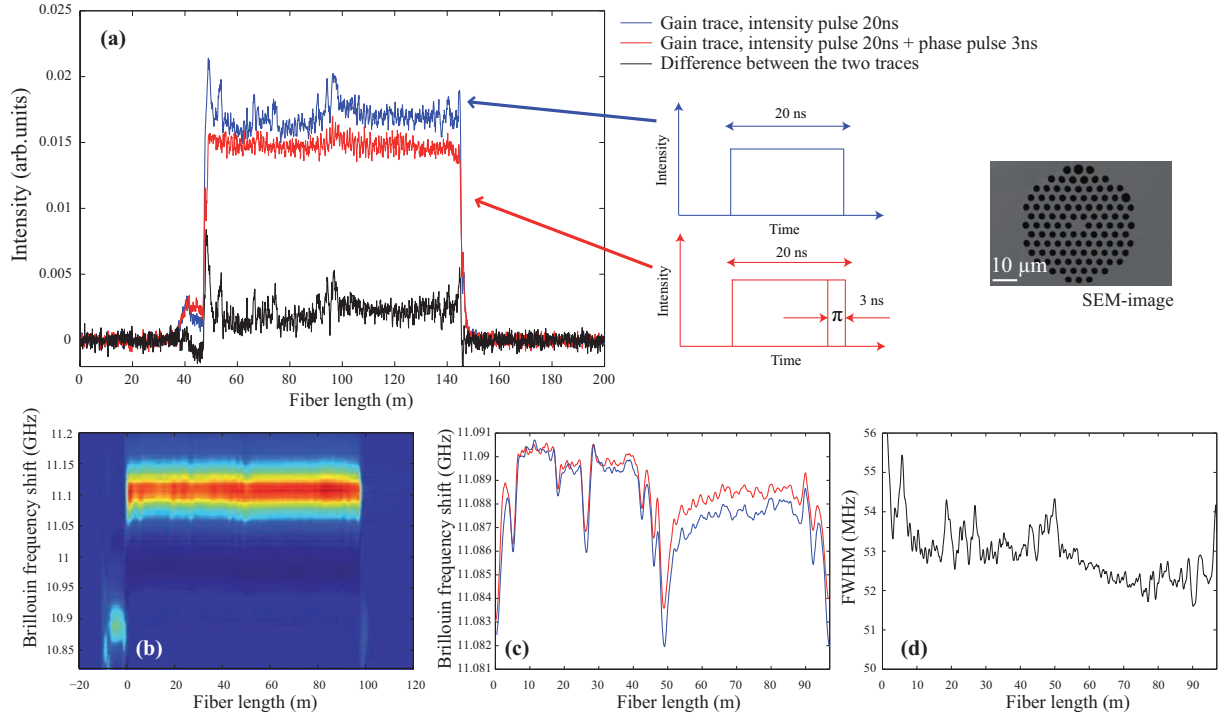 (a)
Intensity (arb.units)
0.025
0.02
0.015
0.01
0.005
0
0 20 40 60 80 100 120 140 160 180 200
Fiber length (m)
Gain trace, intensity pulse 20ns
Gain trace, intensity pulse 20ns + phase pulse 3ns
Difference between the two traces
20 ns
Intensity
Time
20 ns
Intensity
3 ns
π
Time
10 µm
SEM-image
Brillouin frequency shift (GHz)
11.2
11.15
11.1
11.05
11
10.95
10.9
10.85
(b)
−20 0 20 40 60 80 100 120
Fiber length (m)
Brillouin frequency shift (GHz)
11.091
11.09
11.089
11.088
11.087
11.086
11.085
11.084
11.083
11.082
11.081
(c)
0 10 20 30 40 50 60 70 80 90
Fiber length (m)
FWHM (MHz)
56
55
54
53
52
51
50
(d)
0 10 20 30 40 50 60 70 80 90
Fiber length (m)